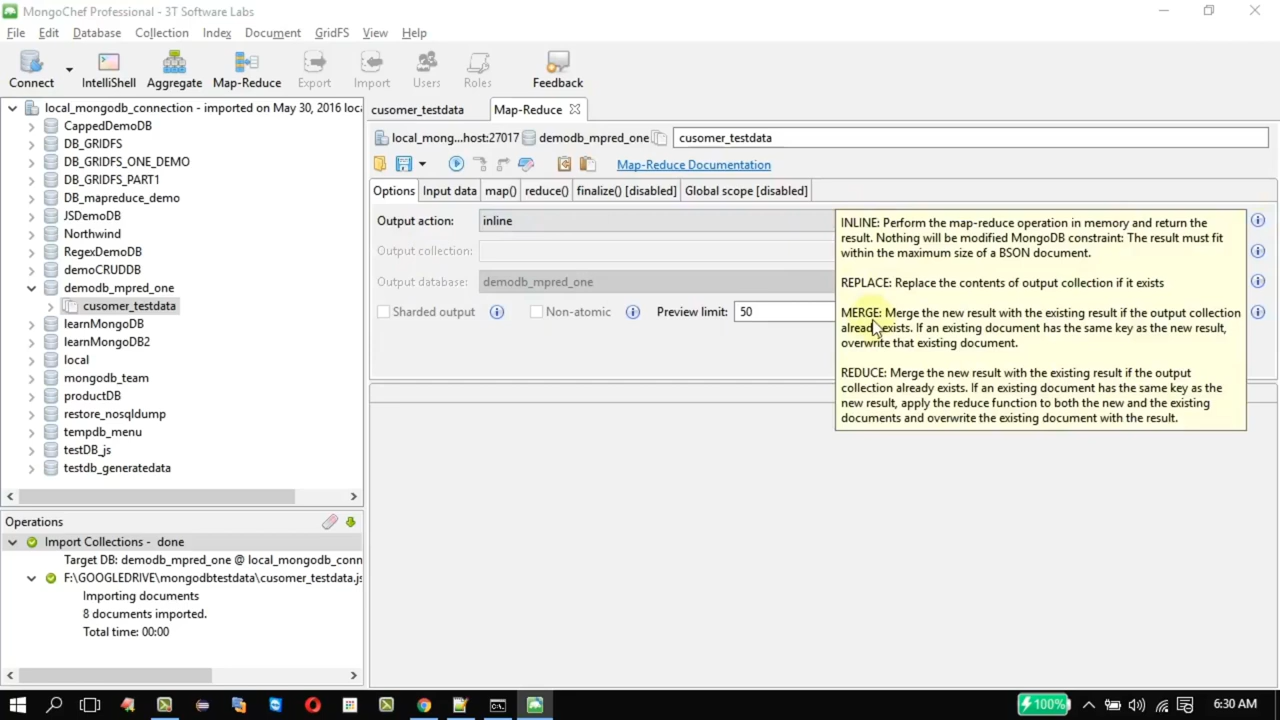 MongoChef Professional - 3T Software Labs
File Edit Database Collection Index Document GridFS View Help
Connect IntelliShell Aggregate Map-Reduce Export Import Users Roles Feedback
local_mongodb_connection - imported on May 30, 2016 loca
CappedDemoDB
DB_GRIDFS
DB_GRIDFS_ONE_DEMO
DB_GRIDFS_PART1
DB_mapreduce_demo
JSDemoDB
Northwind
RegexDemoDB
demoCRUDDB
demodb_mpred_one
cusomer_testdata
learnMongoDB
learnMongoDB2
local
mongodb_team
productDB
restore_nosqldump
tempdb_menu
testDB_js
testdb_generatedata
Operations
Import Collections - done
Target DB: demodb_mpred_one @ local_mongodb_conn
F:\GOOGLEDRIVE\mongodbtestdata\cusomer_testdata.js
Importing documents
8 documents imported.
Total time: 00:00
cusomer_testdata Map-Reduce
local_mong...host:27017 demodb_mpred_one cusomer_testdata
Map-Reduce Documentation
Options Input data map() reduce() finalize() [disabled] Global scope [disabled]
Output action: inline
Output collection:
Output database: demodb_mpred_one
Sharded output Non-atomic Preview limit: 50
INLINE: Perform the map-reduce operation in memory and return the
result. Nothing will be modified MongoDB constraint: The result must fit
within the maximum size of a BSON document.
REPLACE: Replace the contents of output collection if it exists
MERGE: Merge the new result with the existing result if the output collection
already exists. If an existing document has the same key as the new result,
overwrite that existing document.
REDUCE: Merge the new result with the existing result if the output
collection already exists. If an existing document has the same key as the
new result, apply the reduce function to both the new and the existing
documents and overwrite the existing document with the result.
100%
6:30 AM